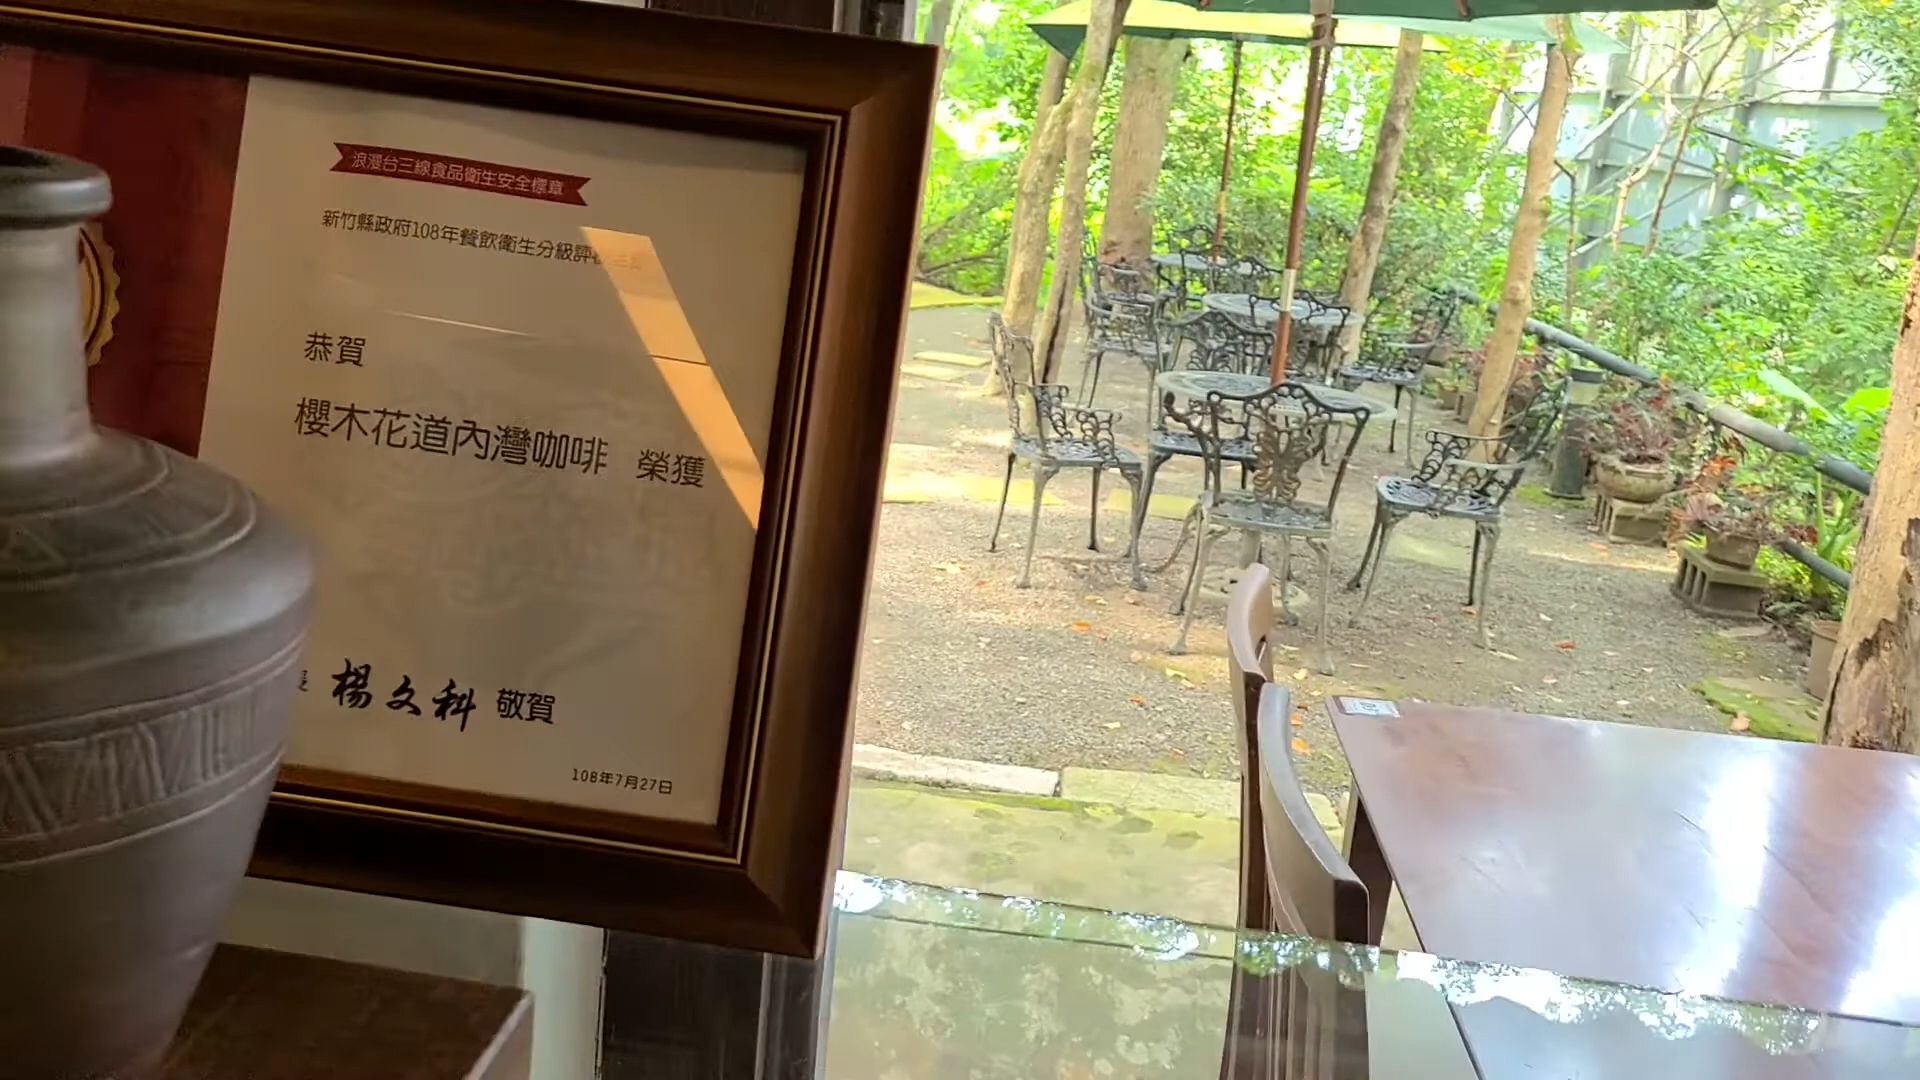 浪漫台三線食品衛生安全標章
新竹縣政府108年餐飲衛生分級評
恭賀
櫻木花道內灣咖啡 榮獲
楊文科 敬賀
108年7月27日